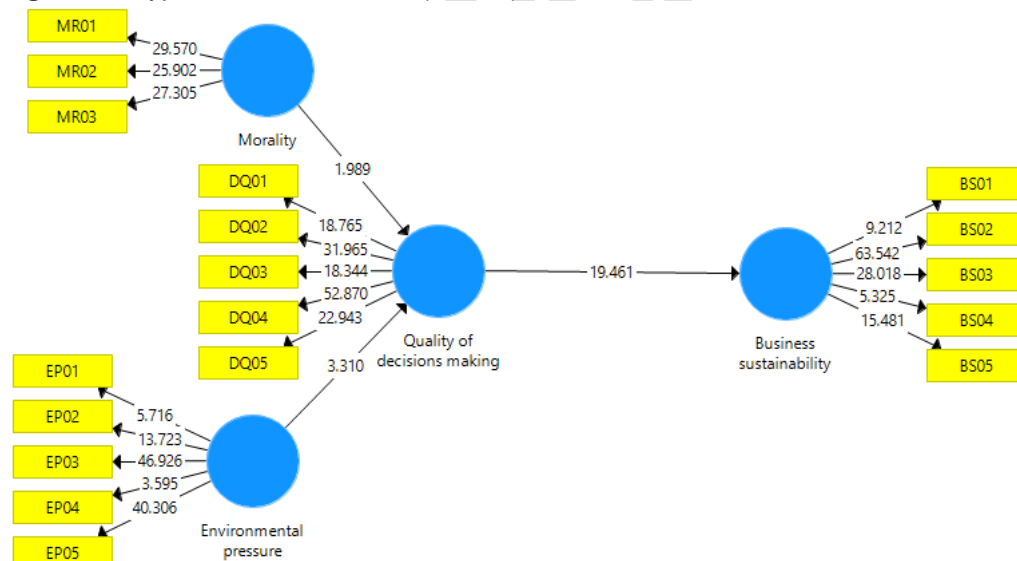 MR01
29.570
MR02
25.902
27.305
MR03
Morality
1.989
DQ01
18.765
DQ02
31.965
DQ03
18.344
52.870
DQ04
22.943
DQ05
Quality of
decisions making
19.461
BS01
9.212
BS02
63.542
BS03
28.018
5.325
BS04
15.481
BS05
Business
sustainability
3.310
EP01
5.716
EP02
13.723
EP03
46.926
3.595
EP04
40.306
EP05
Environmental
pressure